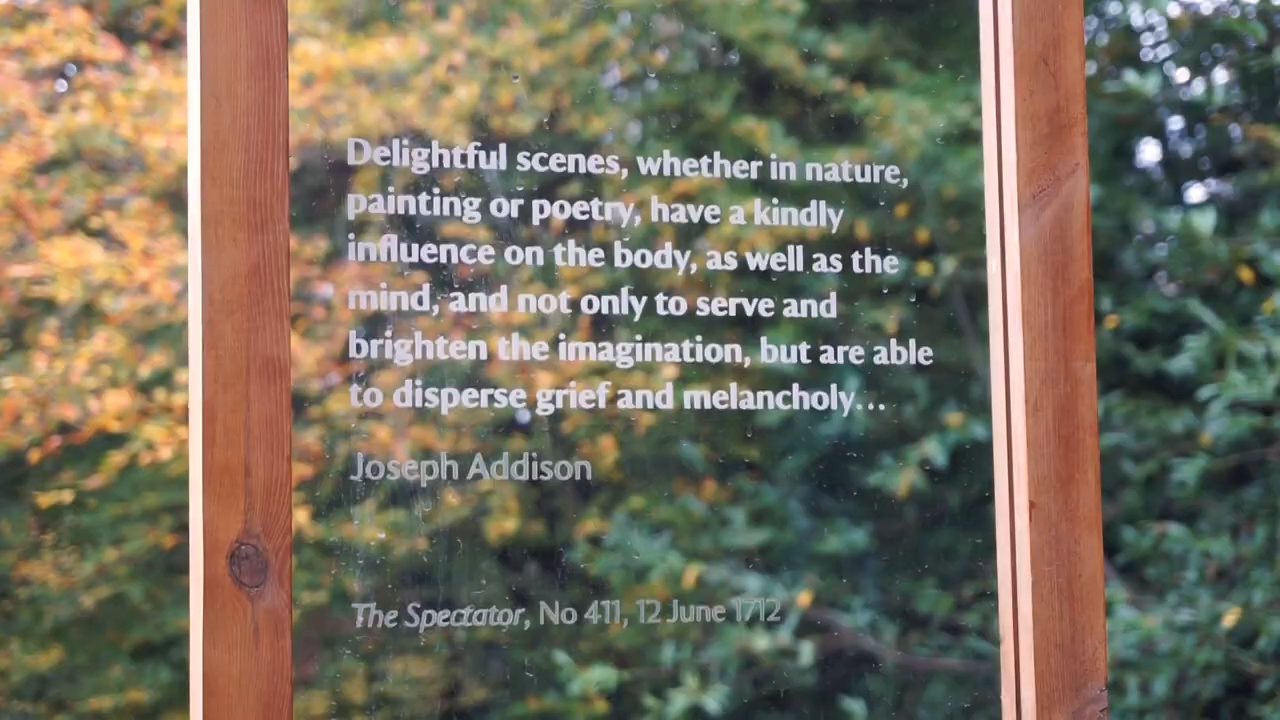 Delightful scenes, whether in nature,
painting or poetry, have a kindly
influence on the body, as well as the
mind, and not only to serve and
brighten the imagination, but are able
to disperse grief and melancholy...
Joseph Addison
The Spectator, No 411, 12 June 1712